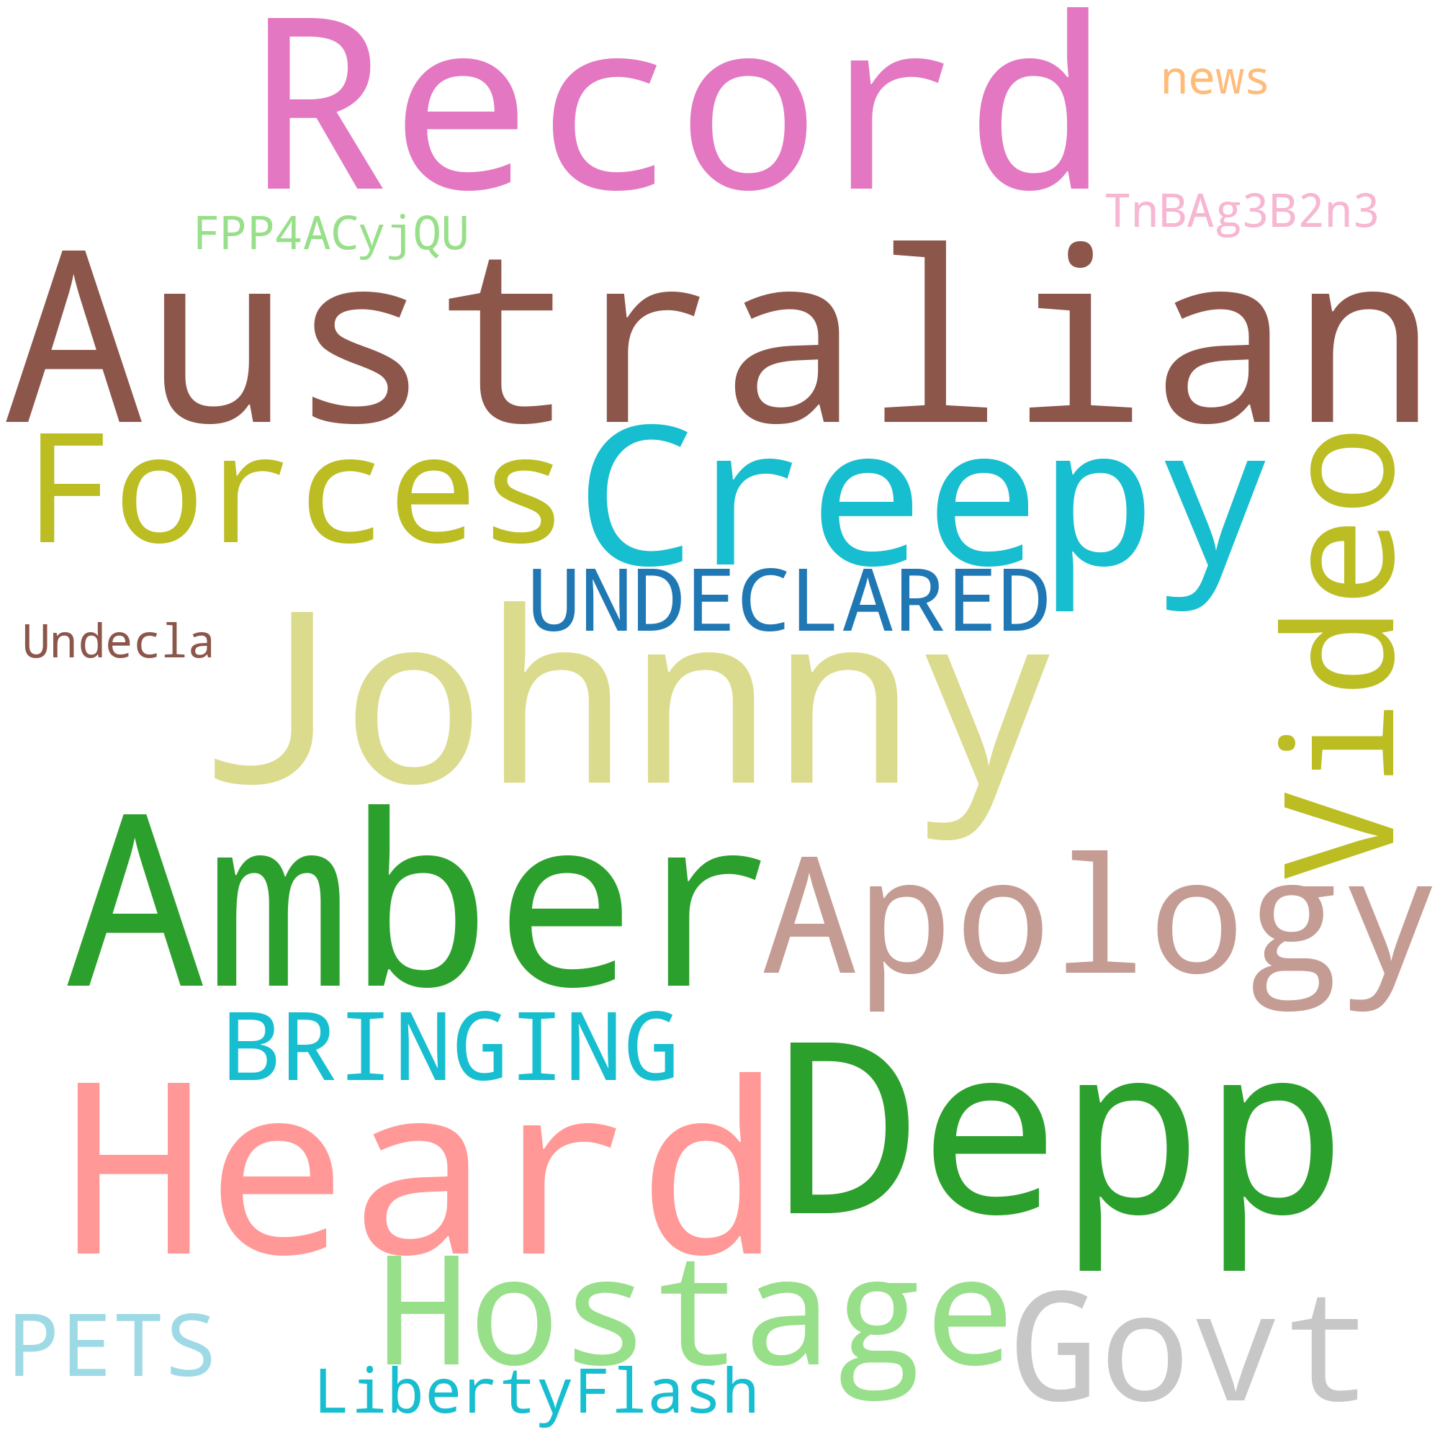 Record
news
TnBAg3B2n3
FPP4ACyjQU
Australian
Forces
Creepy
Video
UNDECLARED
Undecla
Johnny
Amber
Apology
BRINGING
Depp
Heard
Hostage
Govt
PETS
LibertyFlash